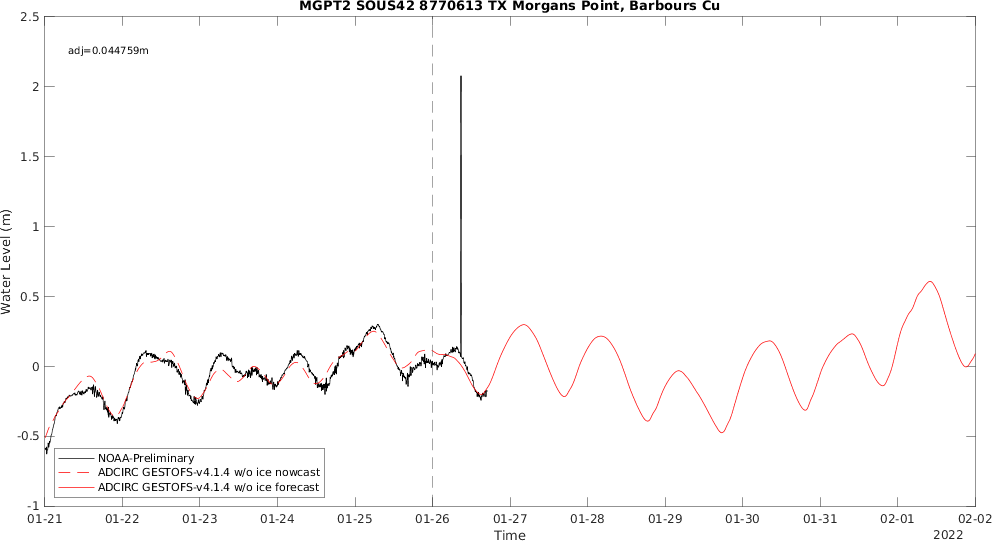 MGPT2 SOUS42 8770613 TX Morgans Point, Barbours Cu
adj=0.044759m
Water Level (m)
2.5
2
1.5
1
0.5
0
-0.5
-1
NOAA-Preliminary
ADCIRC GESTOFS-v4.1.4 w/o ice nowcast
ADCIRC GESTOFS-v4.1.4 w/o ice forecast
01-21 01-22 01-23 01-24 01-25 01-26 01-27 01-28 01-29 01-30 01-31 02-01 02-02
Time
2022